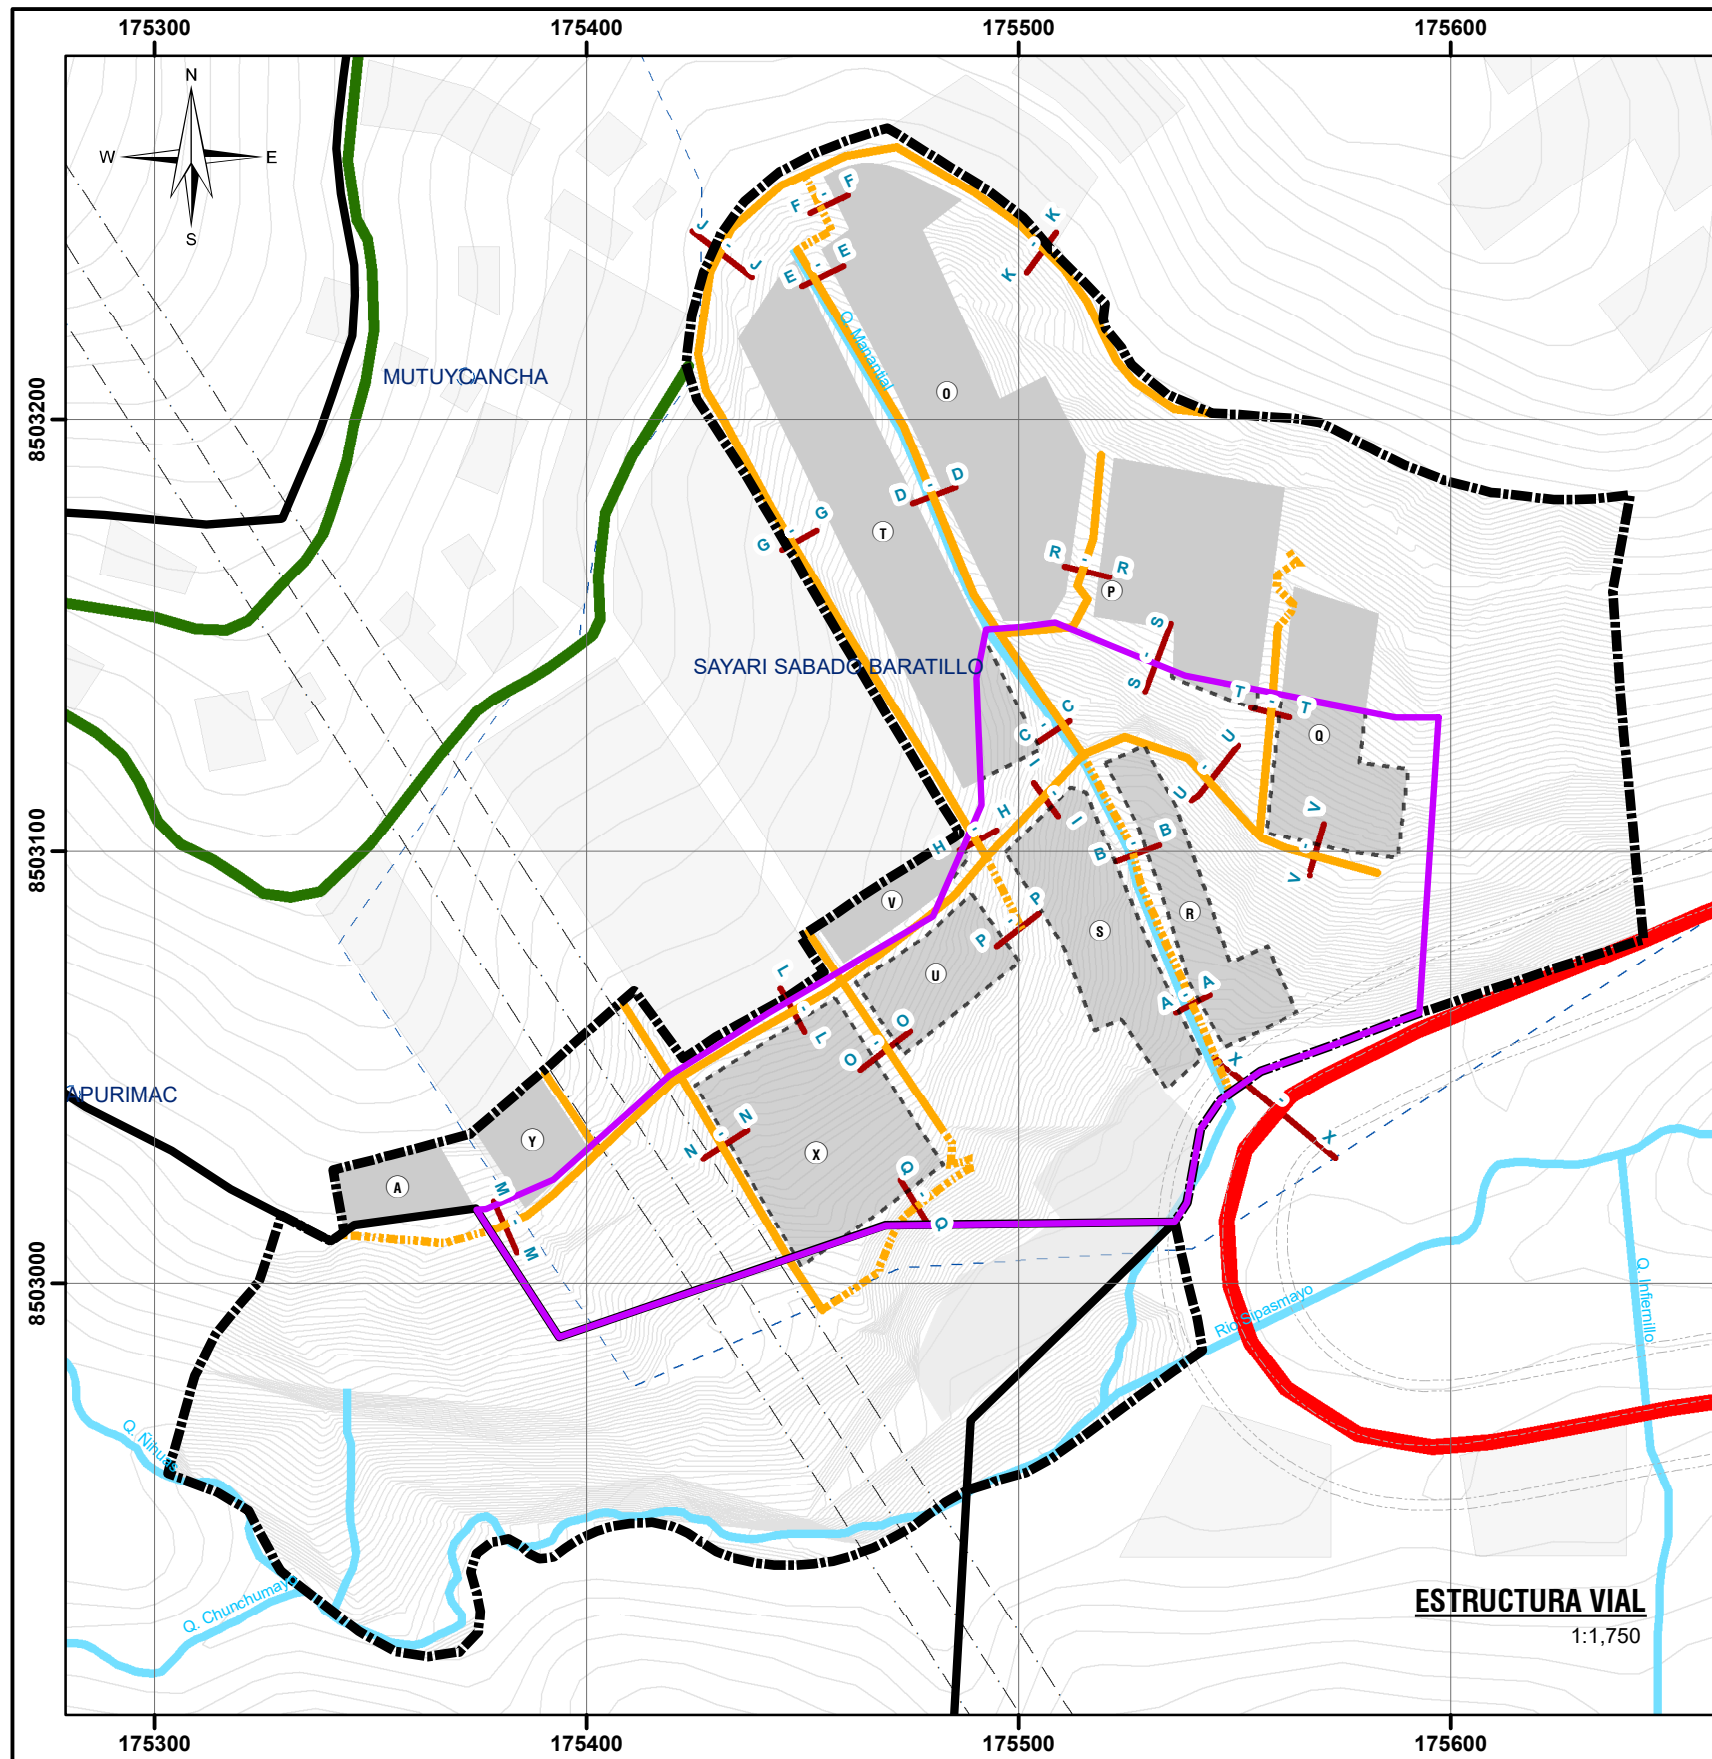 175300 175400 175500 175600
N
W E
S
F - F
J - J
K - K
E - E
Q. Manantial
MUTUYCANCHA
8503200
O
D - D
G - G
T
R - R
P
S - S
SAYARI SABADO BARATILLO
T - T
C - C
U - U
Q
I - I
H - H
V - V
8503100
B - B
V
R
P - P
S
U
L - L
A - A
O - O
X - X
APURIMAC
N - N
Y
X
Q - Q
A
M - M
8503000
Q. Infiernillo
Rio Sipasmayo
Q. Ñihuas
Q. Chunchumayo
ESTRUCTURA VIAL
1:1,750
175300 175400 175500 175600